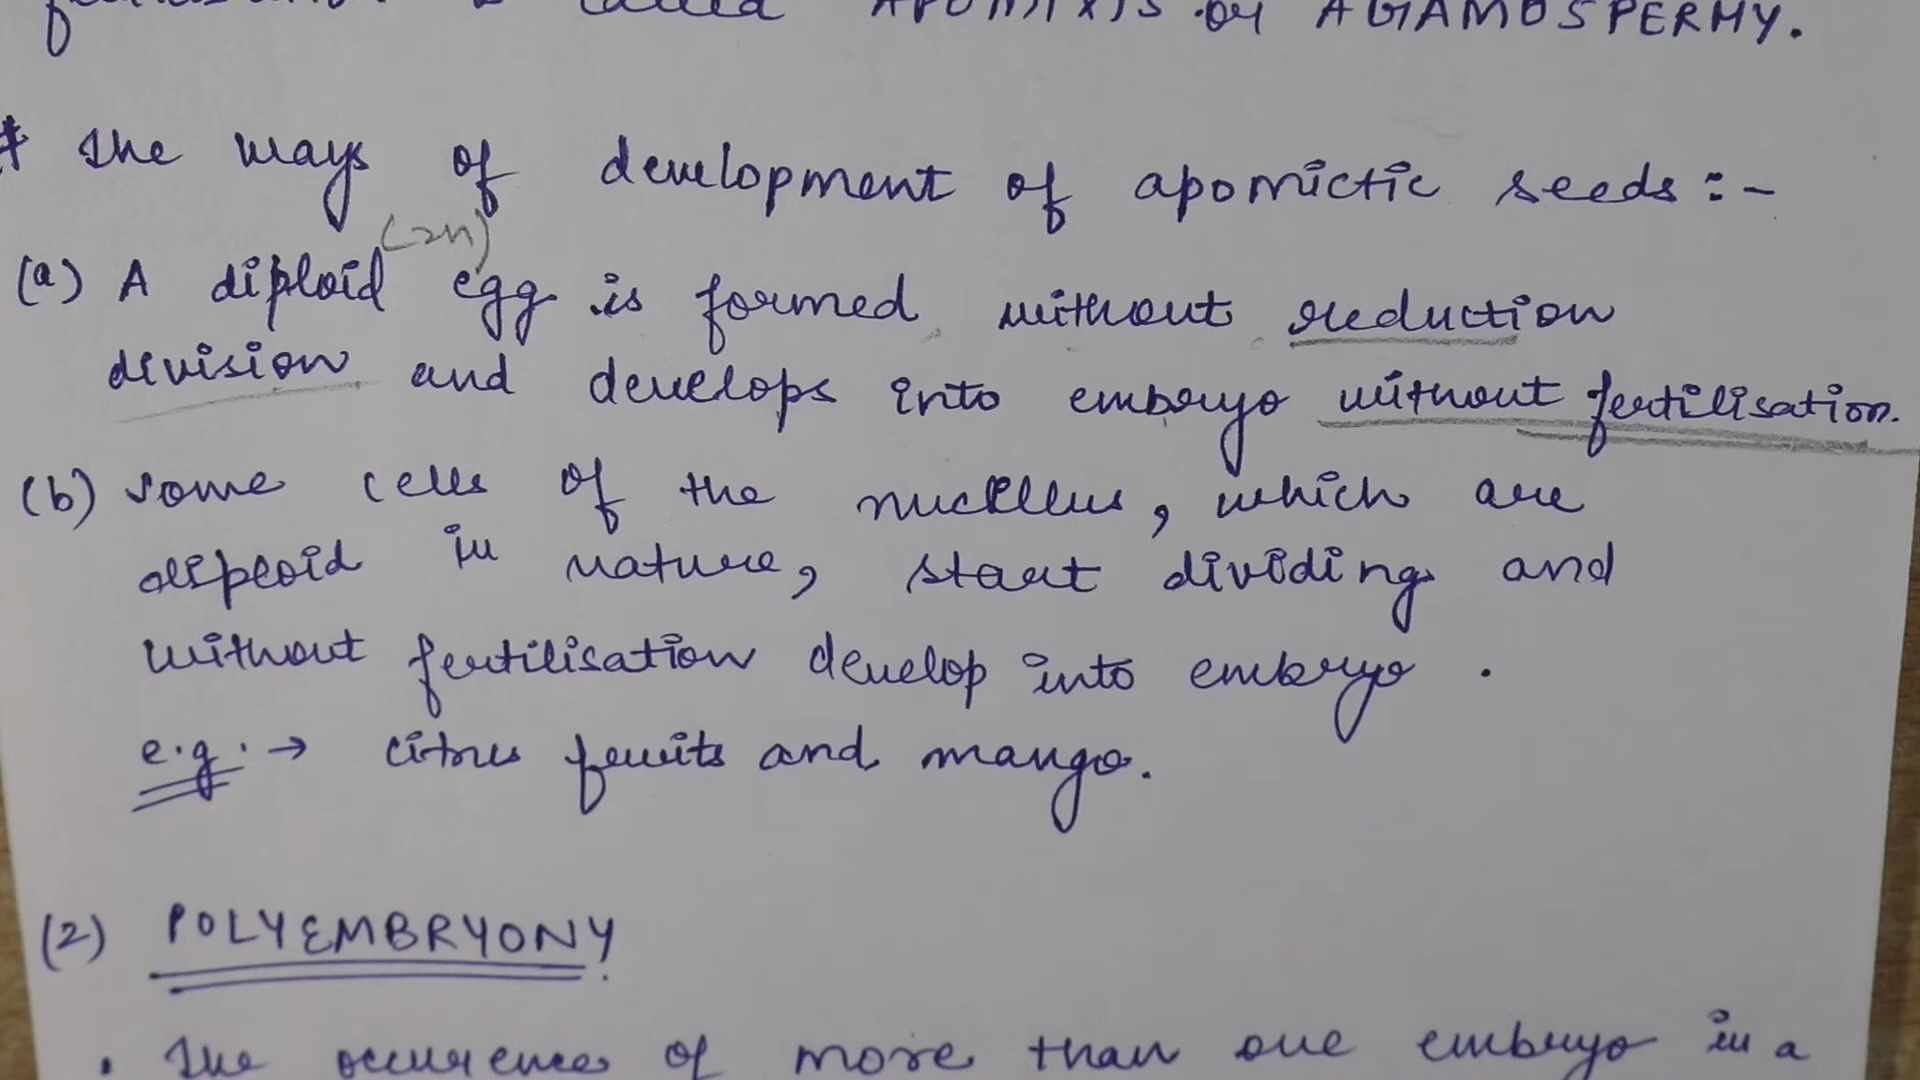 is called APOMIXIS or AGAMOSPERMY.
* The ways of development of apomictic seeds :-
(2n)
(a) A diploid egg is formed without reduction
division and develops into embryo without fertilisation.
(b) Some cells of the nucellus, which are
diploid in nature, start dividing and
without fertilisation develop into embryo.
e.g. → citrus fruits and mango.
(2) POLYEMBRYONY
• The occurrence of more than one embryo in a